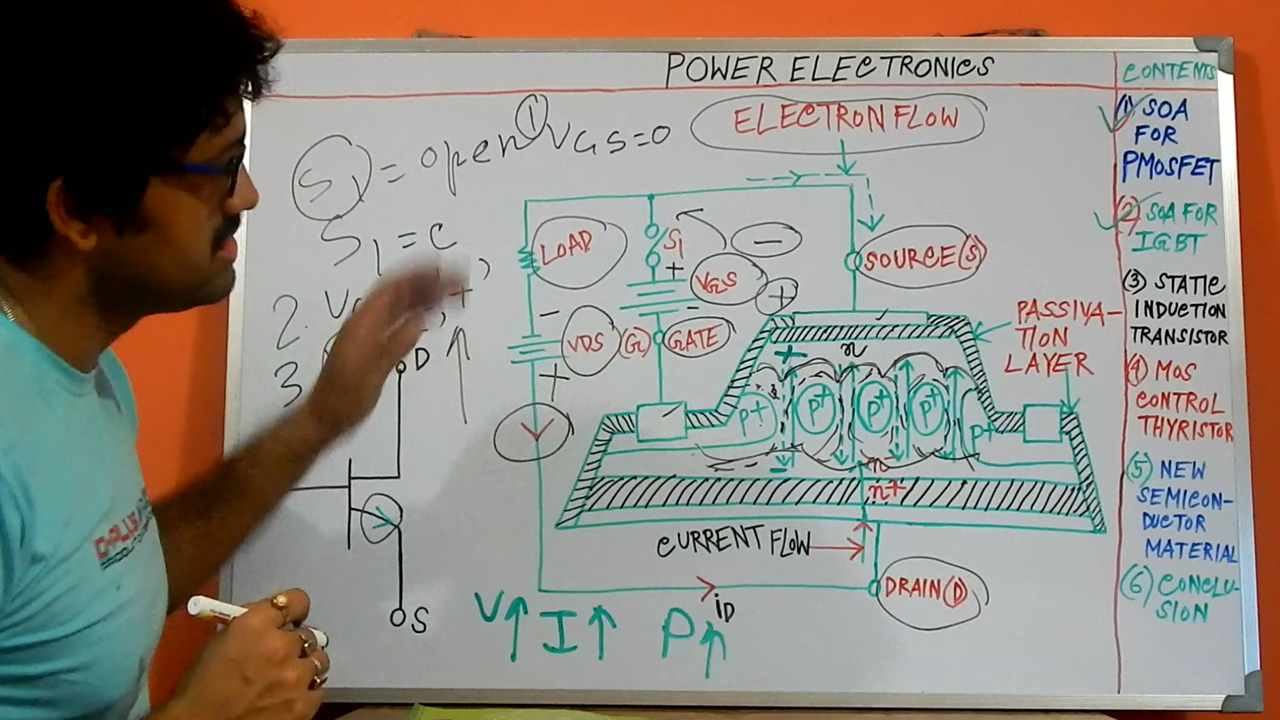 POWER ELECTRONICS
S1 = open ① VGS=0
S1 = C
2.
3
D
S
ELECTRON FLOW
LOAD
S1
+
−
VGS
+
SOURCE(S)
−
VDS
+
(G)
−
GATE
PASSIVA-
TION
LAYER
+
n
P+
P+
P+
P+
P+
−
n
n+
CURRENT FLOW
DRAIN(D)
iD
V↑ I↑ P↑
CONTENTS
(1) SOA
FOR
PMOSFET
(2) SOA FOR
IGBT
(3) STATIC
INDUCTION
TRANSISTOR
(4) MOS
CONTROL
THYRISTOR
(5) NEW
SEMICON-
DUCTOR
MATERIAL
(6) CONCLU-
SION